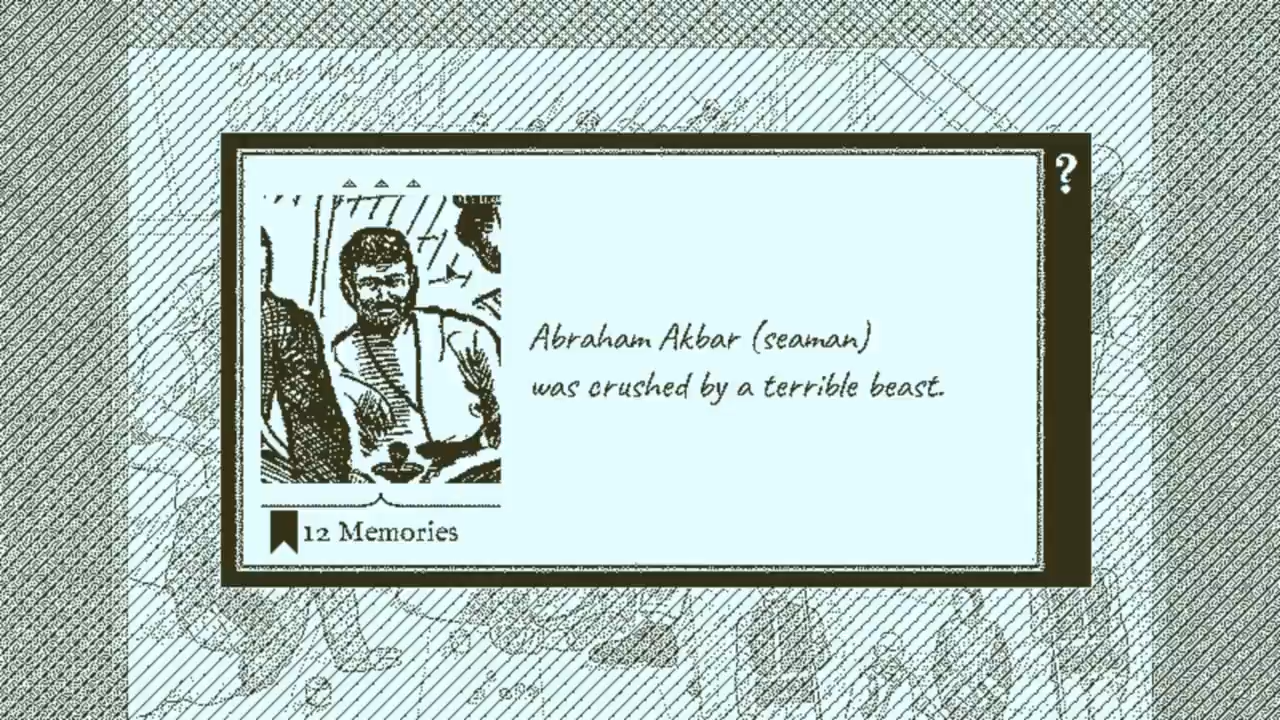 ?
Abraham Akbar (seaman)
was crushed by a terrible beast.
12 Memories